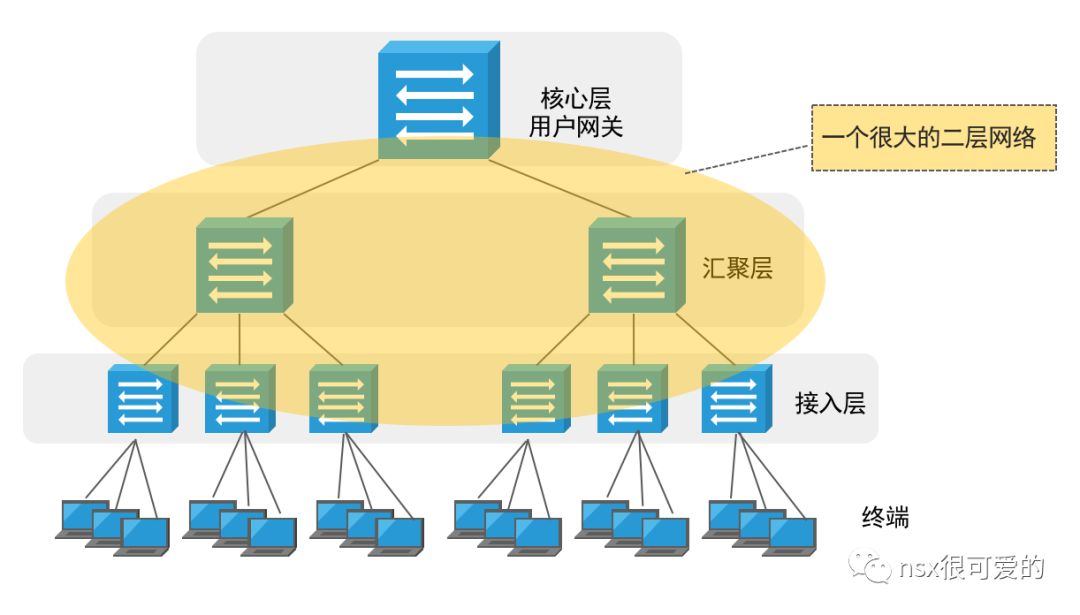 核心层
用户网关
一个很大的二层网络
汇聚层
接入层
终端
nsx很可爱的